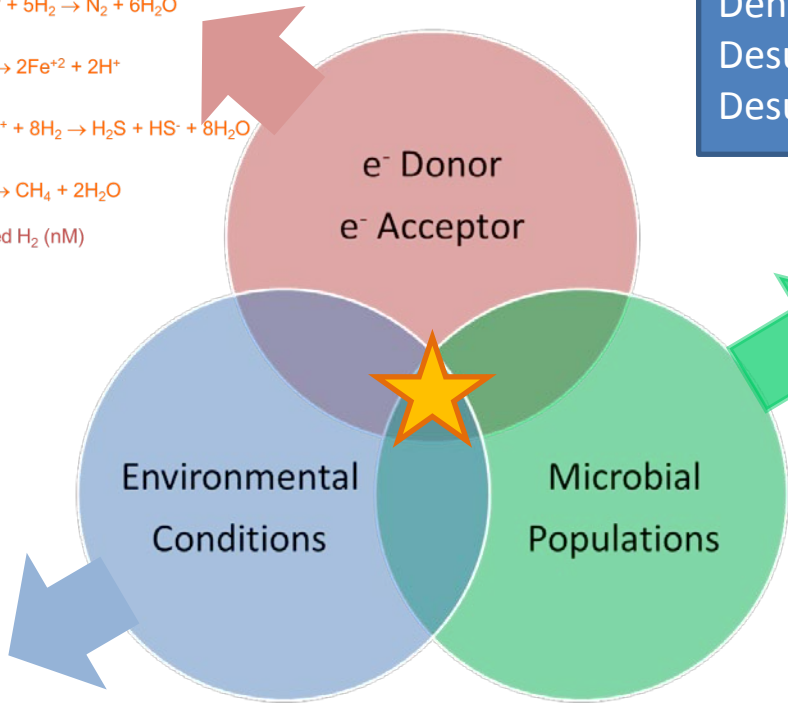 + 5H₂ → N₂ + 6H₂O
→ 2Fe⁺² + 2H⁺
⁺ + 8H₂ → H₂S + HS⁻ + 8H₂O
→ CH₄ + 2H₂O
H₂ (nM)
e⁻ Donor
e⁻ Acceptor
Environmental
Conditions
Microbial
Populations